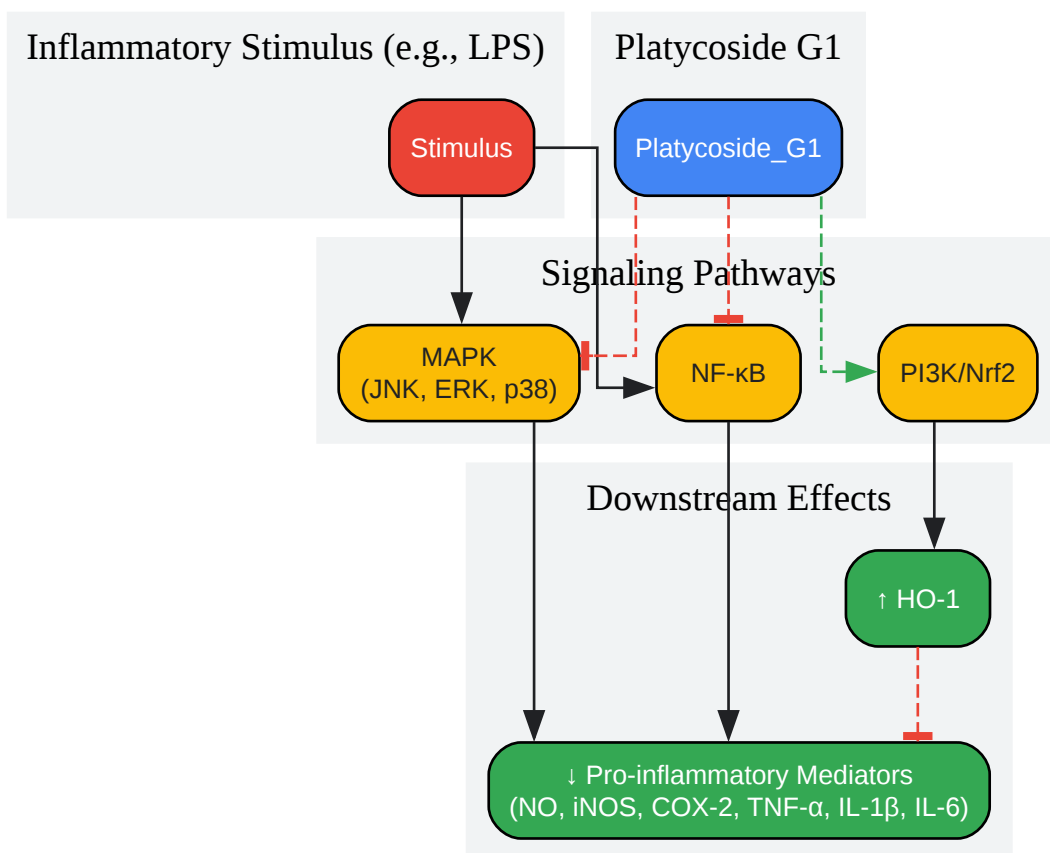 Inflammatory Stimulus (e.g., LPS)
Platycoside G1
Stimulus
Platycoside_G1
Signaling Pathways
MAPK
(JNK, ERK, p38)
NF-κB
PI3K/Nrf2
Downstream Effects
↑ HO-1
↓ Pro-inflammatory Mediators
(NO, iNOS, COX-2, TNF-α, IL-1β, IL-6)